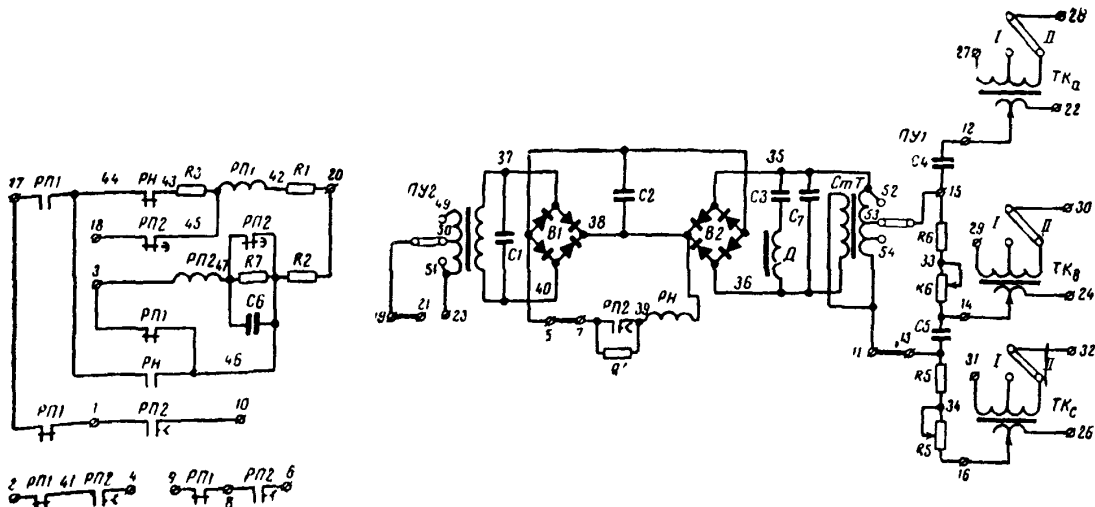 28
I
II
27
ТКа
22
ПУ1
12
C4
17
РП1
44
РН
43
R3
РП1
42
R1
20
37
35
C3
СтТ
52
15
ПУ2
49
50
C2
C7
53
30
18
РП2
45
РП2
B1
38
B2
54
R6
29
I
II
3
РП2
47
R7
R2
51
C1
Д
33
ТКв
40
36
R6
24
C6
19
21
23
РП2
39
РН
14
РП1
5
7
C5
11
13
32
РН
46
31
I
II
R5
РП1
1
РП2
10
34
ТКс
26
R5
2
РП1
41
РП2
4
9
РП1
8
РП2
6
16